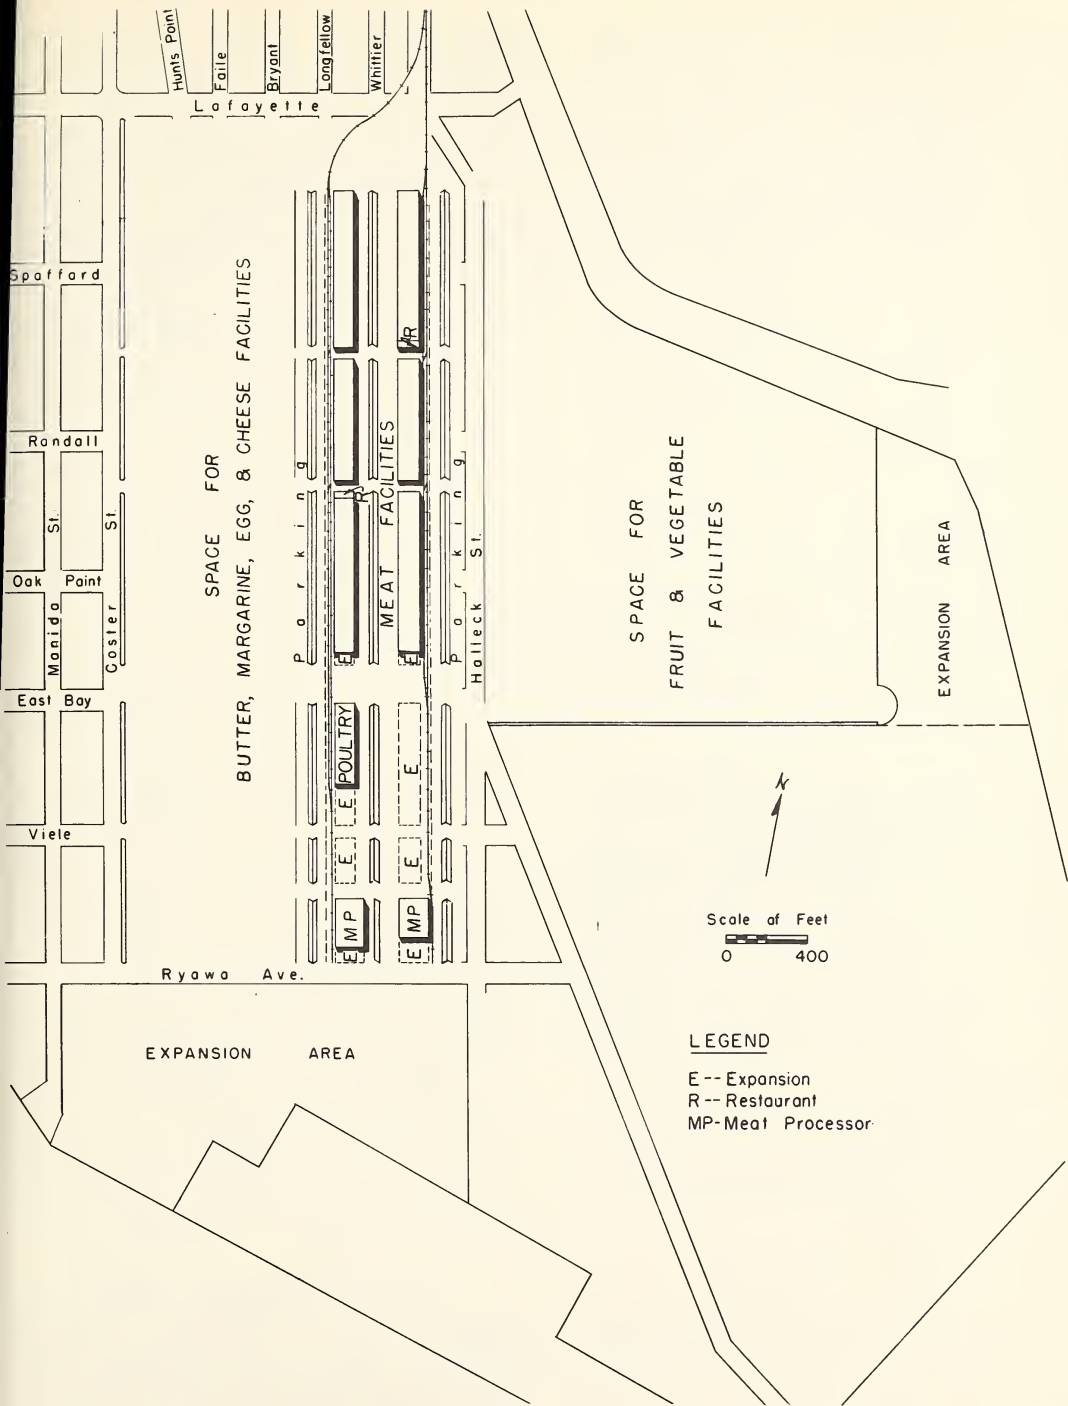 Hunts Point
Faile
Bryant
Longfellow
Whittier
Lafayette
Spofford
Randall
St.
St.
Oak Point
Manida
Coster
East Bay
Viele
SPACE FOR
BUTTER, MARGARINE, EGG, & CHEESE FACILITIES
Parking
R
R
MEAT FACILITIES
E
E
Parking
Halleck St.
POULTRY
E
E
E
E
MP
E
MP
E
Ryawa Ave.
SPACE FOR
FRUIT & VEGETABLE
FACILITIES
EXPANSION AREA
N
Scale of Feet
0 400
EXPANSION AREA
LEGEND
E -- Expansion
R -- Restaurant
MP-Meat Processor